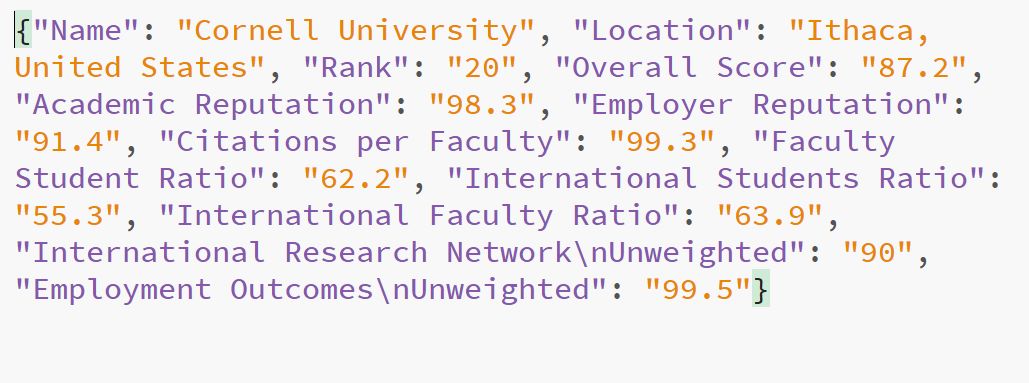 {"Name": "Cornell University", "Location": "Ithaca,
United States", "Rank": "20", "Overall Score": "87.2",
"Academic Reputation": "98.3", "Employer Reputation":
"91.4", "Citations per Faculty": "99.3", "Faculty
Student Ratio": "62.2", "International Students Ratio":
"55.3", "International Faculty Ratio": "63.9",
"International Research Network\nUnweighted": "90",
"Employment Outcomes\nUnweighted": "99.5"}